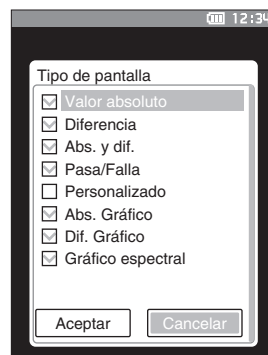 12:34
Tipo de pantalla
Valor absoluto
Diferencia
Abs. y dif.
Pasa/Falla
Personalizado
Abs. Gráfico
Dif. Gráfico
Gráfico espectral
Aceptar Cancelar